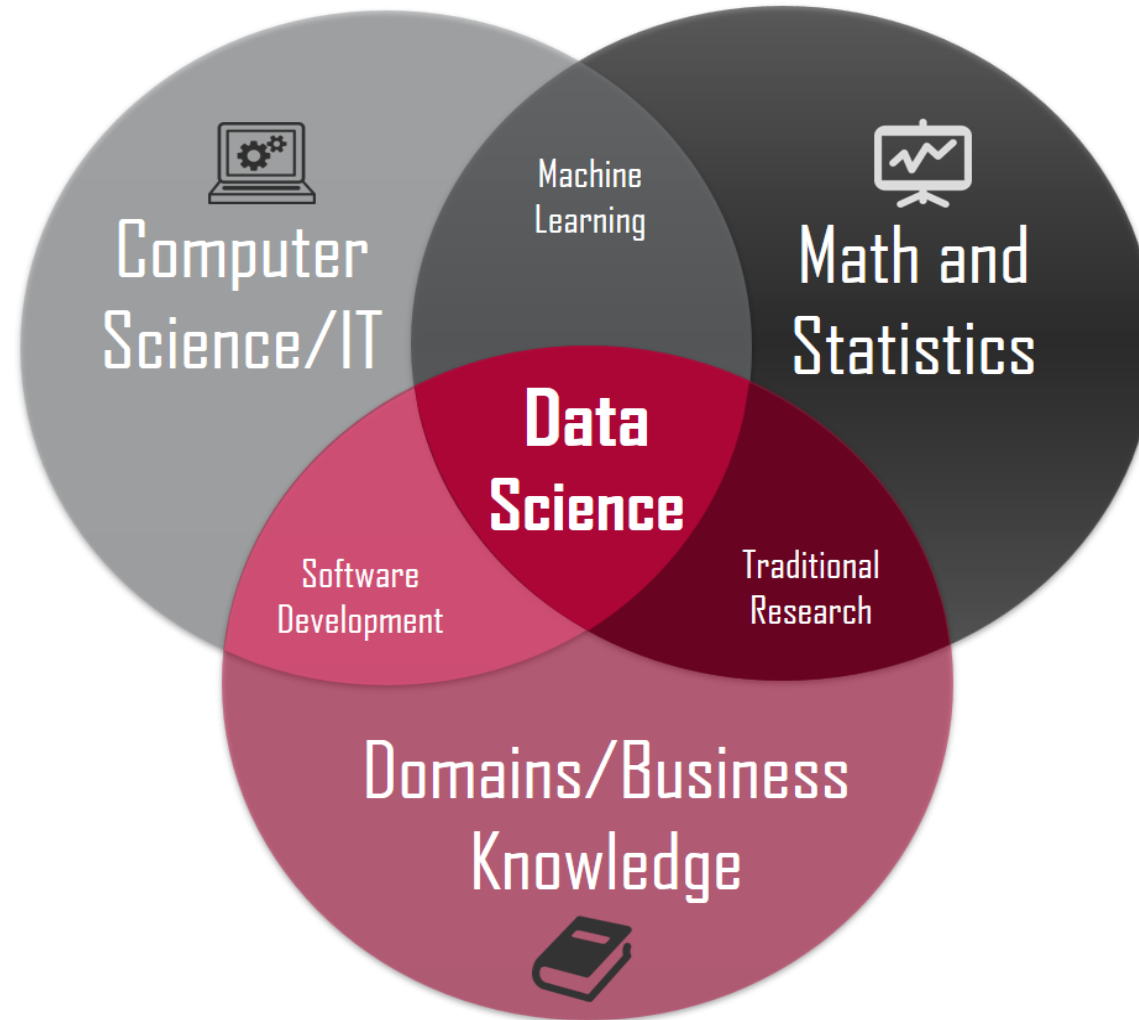 Machine
Learning
Computer
Science/IT
Math and
Statistics
Data
Science
Software
Development
Traditional
Research
Domains/Business
Knowledge